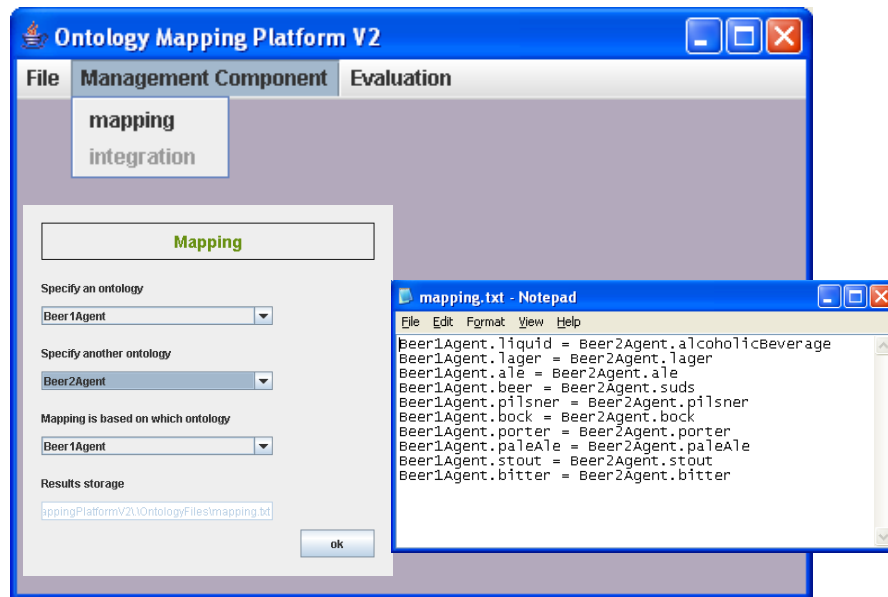 Ontology Mapping Platform V2
File Management Component Evaluation
mapping
integration
Mapping
Specify an ontology
Beer1Agent
Specify another ontology
Beer2Agent
Mapping is based on which ontology
Beer1Agent
Results storage
appingPlatformV2\.\OntologyFiles\mapping.txt
ok
mapping.txt - Notepad
File Edit Format View Help
Beer1Agent.liquid = Beer2Agent.alcoholicBeverage
Beer1Agent.lager = Beer2Agent.lager
Beer1Agent.ale = Beer2Agent.ale
Beer1Agent.beer = Beer2Agent.suds
Beer1Agent.pilsner = Beer2Agent.pilsner
Beer1Agent.bock = Beer2Agent.bock
Beer1Agent.porter = Beer2Agent.porter
Beer1Agent.paleAle = Beer2Agent.paleAle
Beer1Agent.stout = Beer2Agent.stout
Beer1Agent.bitter = Beer2Agent.bitter